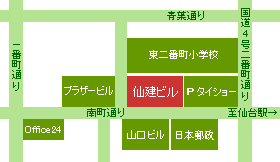 青葉通り
国道4号
二番町通り
東二番町小学校
二番町通り
プラザービル
仙建ビル
P タイショー
南町通り
至仙台駅→
Office24
山口ビル
日本郵政